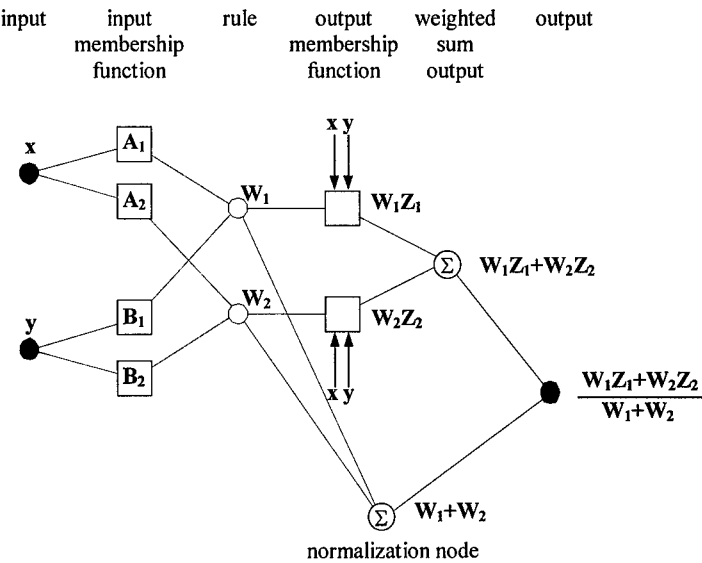 input input rule output weighted output
membership membership sum
function function output
x
A₁
A₂
y
B₁
B₂
W₁
W₂
x y
W₁Z₁
W₂Z₂
x y
Σ
W₁Z₁+W₂Z₂
W₁Z₁+W₂Z₂
W₁+W₂
Σ
W₁+W₂
normalization node